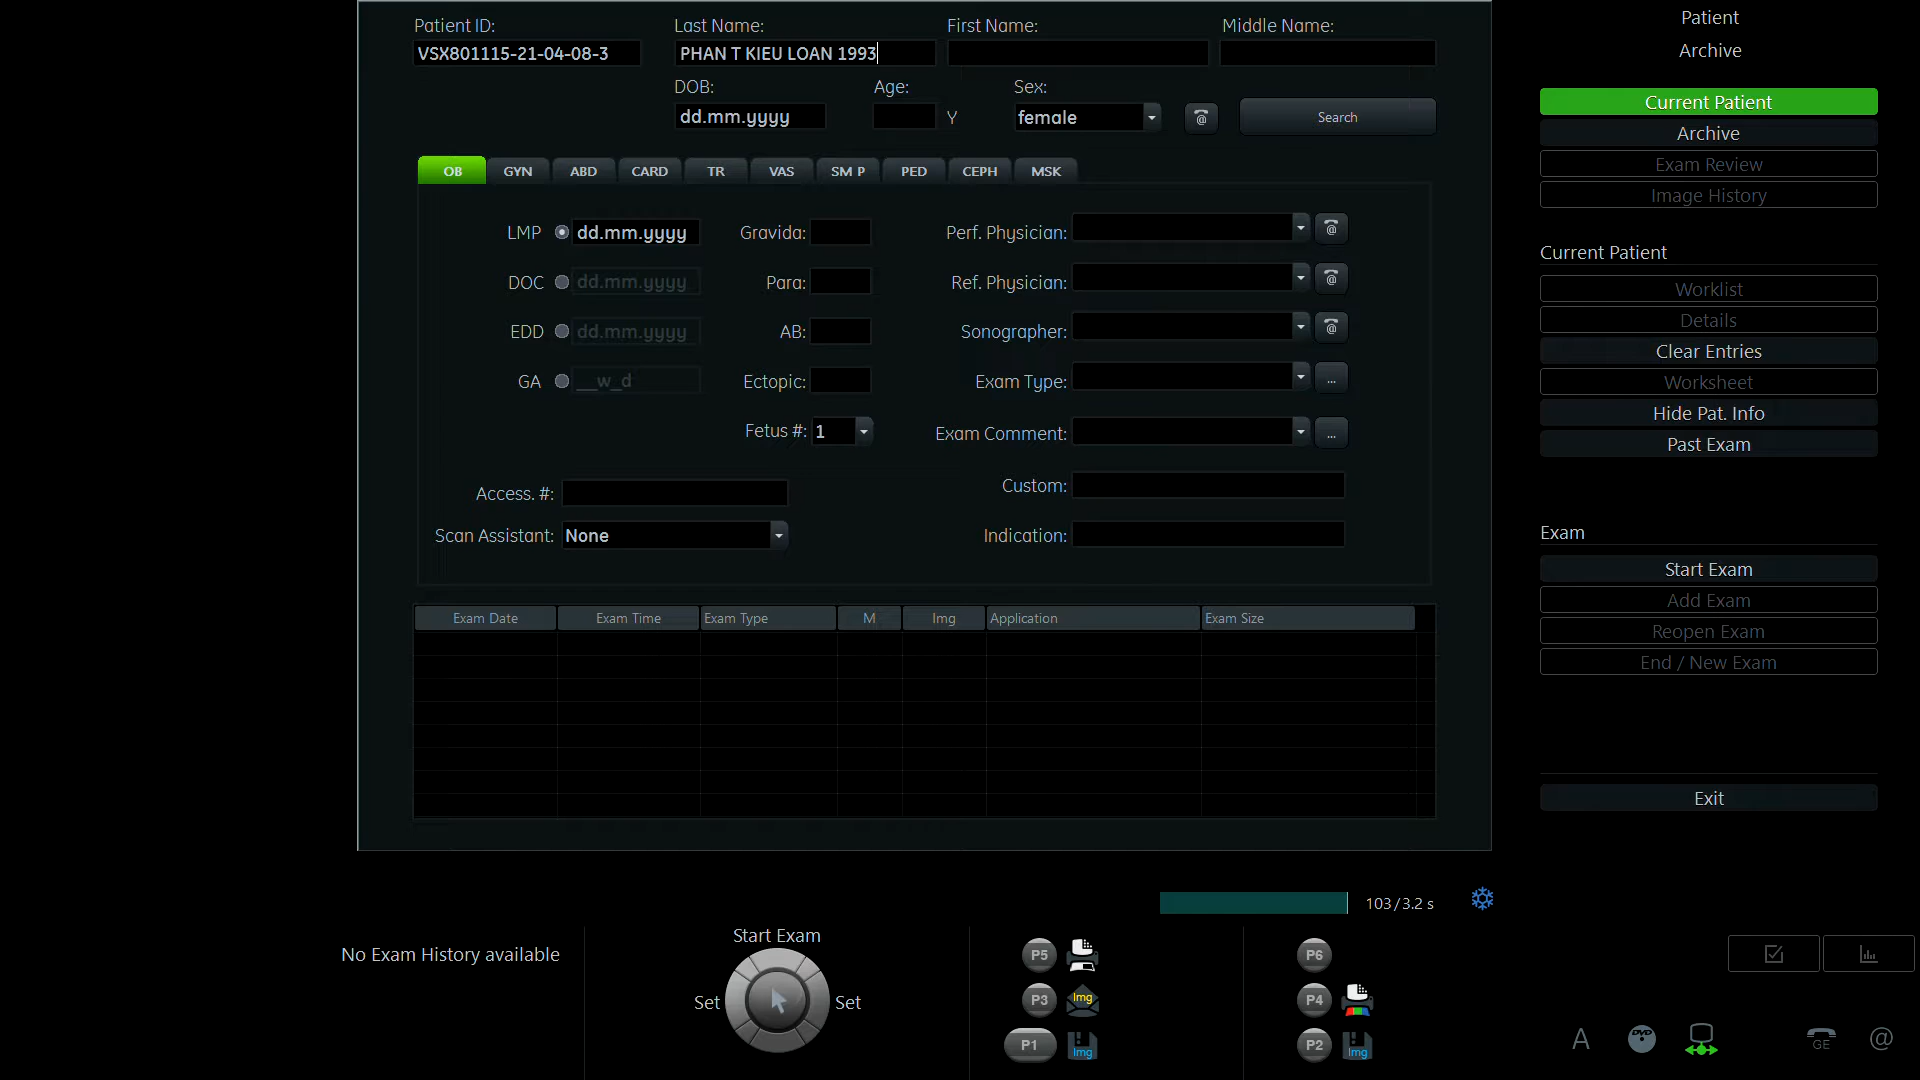 Patient ID: Last Name: First Name: Middle Name:
VSX801115-21-04-08-3 PHAN T KIEU LOAN 1993
DOB: Age: Sex:
dd.mm.yyyy Y female @ Search
OB GYN ABD CARD TR VAS SM P PED CEPH MSK
LMP dd.mm.yyyy Gravida: Perf. Physician: @
DOC dd.mm.yyyy Para: Ref. Physician: @
EDD dd.mm.yyyy AB: Sonographer: @
GA __w_d Ectopic: Exam Type: ...
Fetus #: 1 Exam Comment: ...
Access. #: Custom:
Scan Assistant: None Indication:
Exam Date Exam Time Exam Type M Img Application Exam Size
Patient
Archive
Current Patient
Archive
Exam Review
Image History
Current Patient
Worklist
Details
Clear Entries
Worksheet
Hide Pat. Info
Past Exam
Exam
Start Exam
Add Exam
Reopen Exam
End / New Exam
Exit
103/3.2 s
No Exam History available
Start Exam
Set Set
P5
P3 Img
P1 Img
P6
P4
P2 Img
A DVD GE @